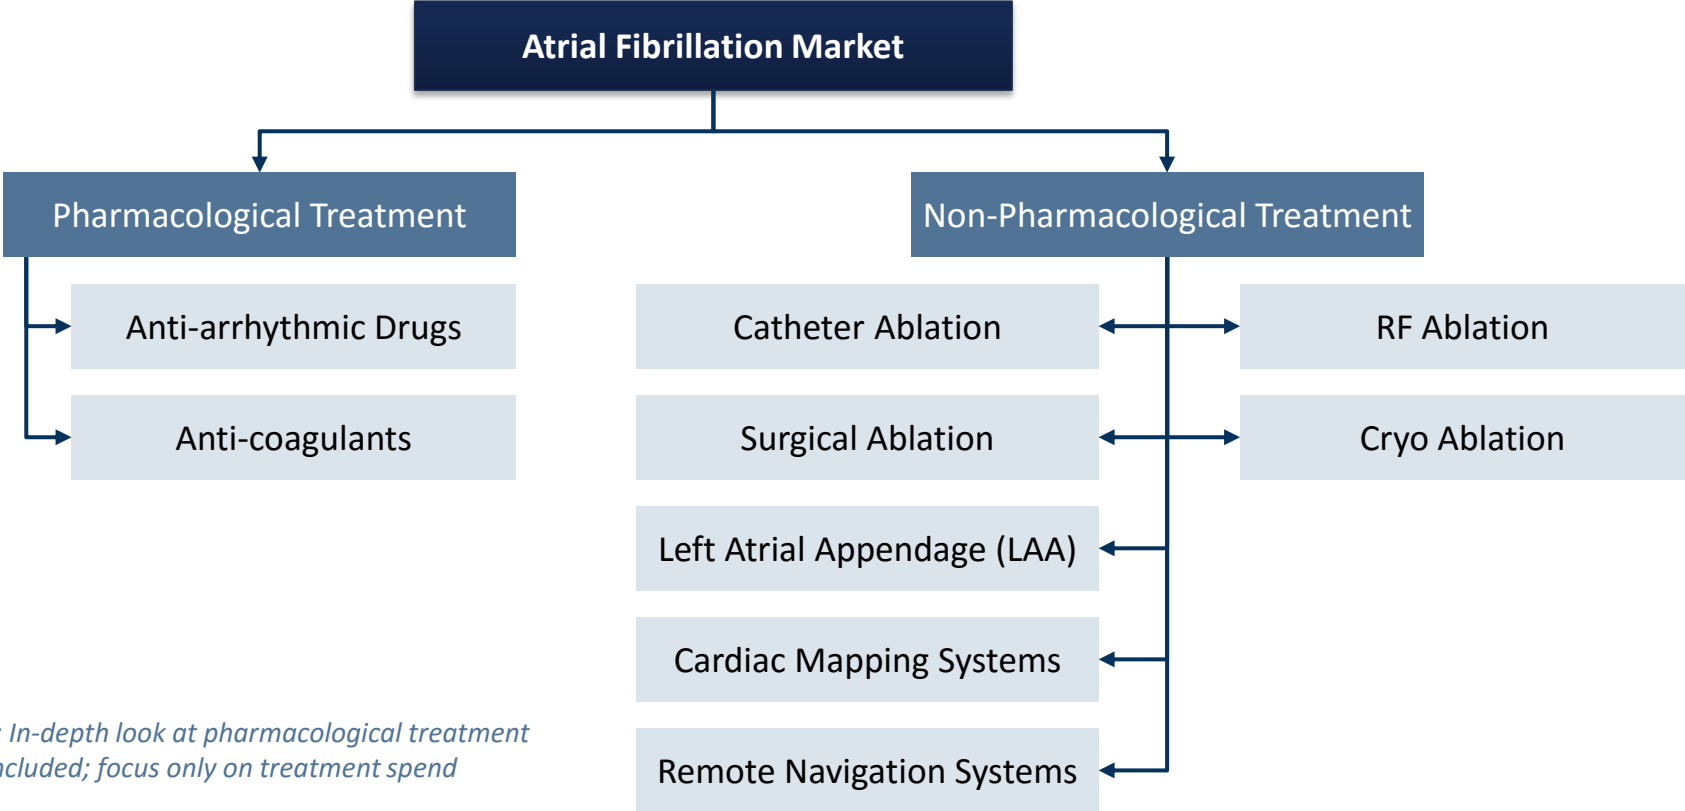 Atrial Fibrillation Market
Pharmacological Treatment
Non-Pharmacological Treatment
Anti-arrhythmic Drugs
Anti-coagulants
Catheter Ablation
RF Ablation
Surgical Ablation
Cryo Ablation
Left Atrial Appendage (LAA)
Cardiac Mapping Systems
Remote Navigation Systems
: In-depth look at pharmacological treatment
ncluded; focus only on treatment spend